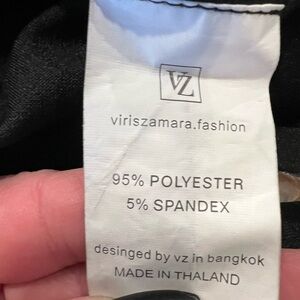 VZ
viriszamara.fashion
95% POLYESTER
5% SPANDEX
desinged by vz in bangkok
MADE IN THALAND